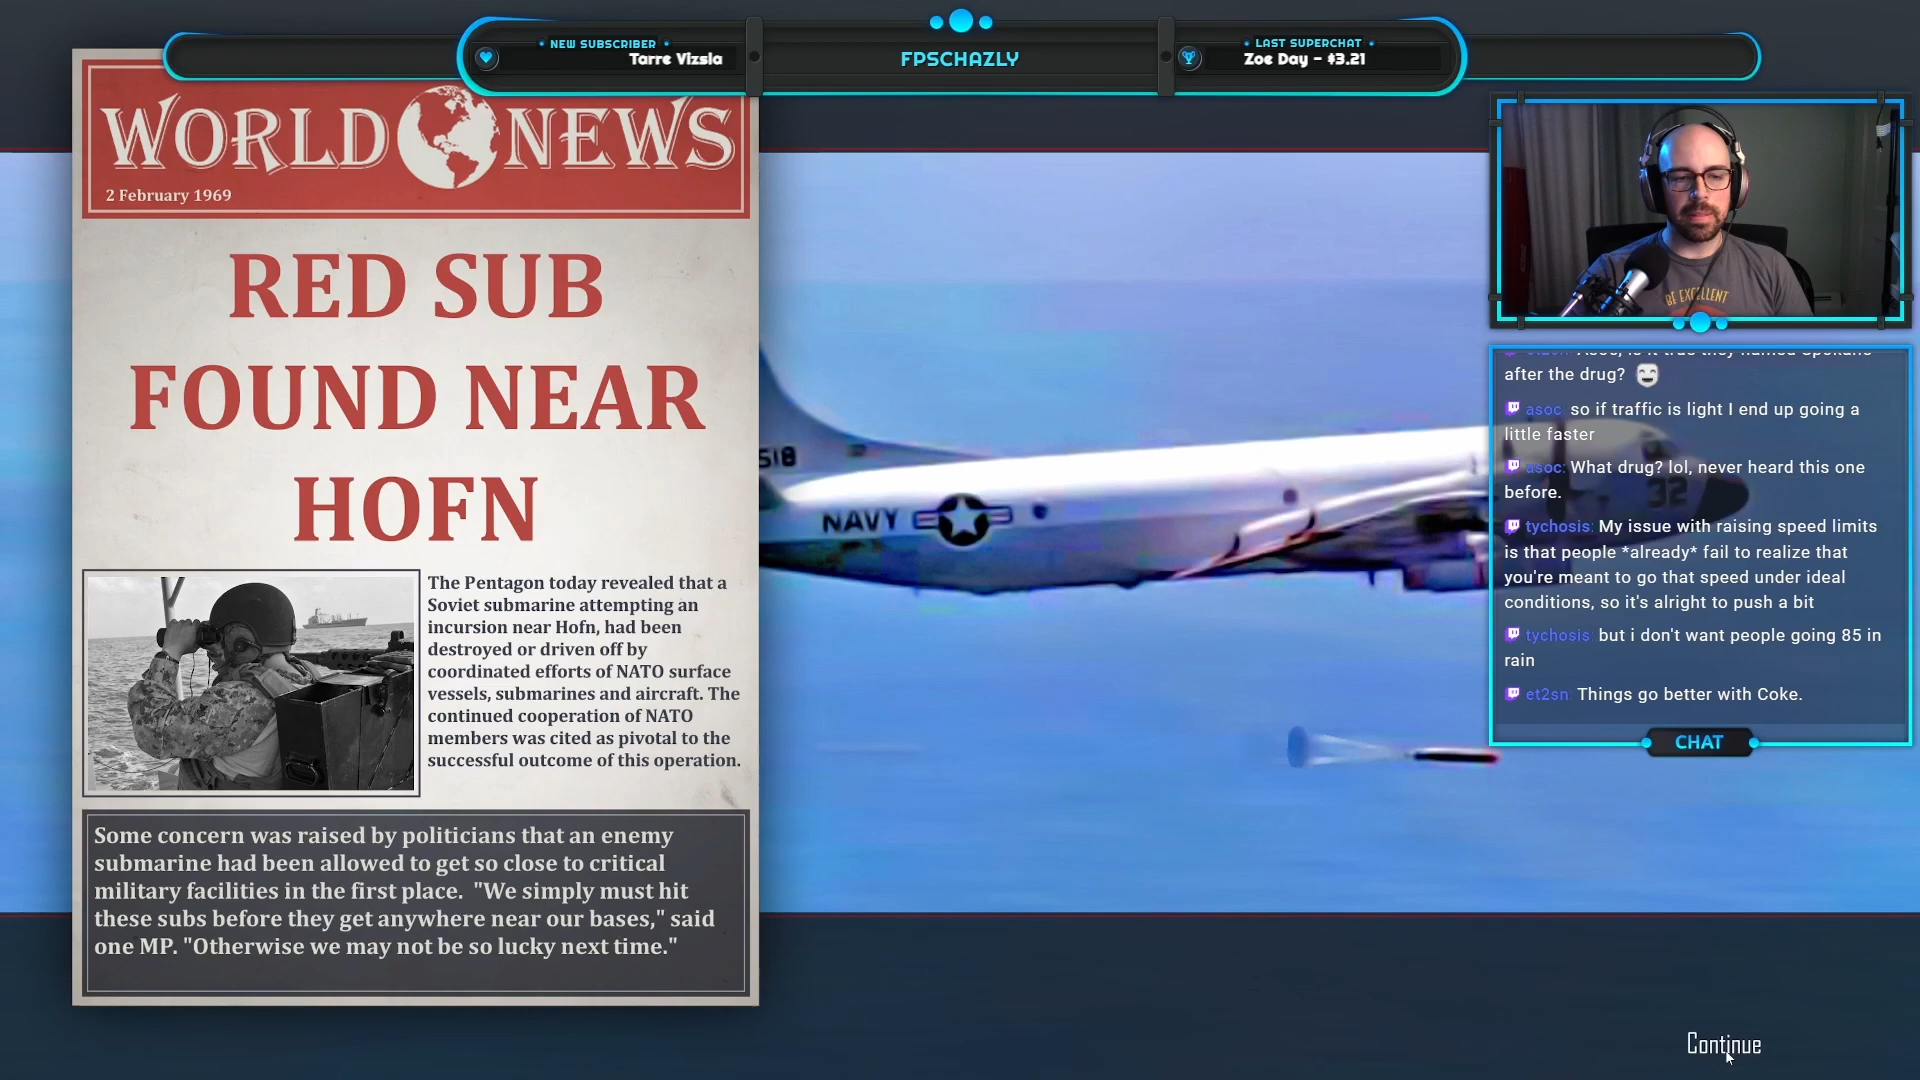 NEW SUBSCRIBER
Tarre Vizsla
FPSCHAZLY
LAST SUPERCHAT
Zoe Day - $3.21
WORLD NEWS
2 February 1969
RED SUB
FOUND NEAR
HOFN
The Pentagon today revealed that a
Soviet submarine attempting an
incursion near Hofn, had been
destroyed or driven off by
coordinated efforts of NATO surface
vessels, submarines and aircraft. The
continued cooperation of NATO
members was cited as pivotal to the
successful outcome of this operation.
Some concern was raised by politicians that an enemy
submarine had been allowed to get so close to critical
military facilities in the first place. "We simply must hit
these subs before they get anywhere near our bases," said
one MP. "Otherwise we may not be so lucky next time."
518
NAVY
32
BE EXCELLENT
after the drug?
asoc: so if traffic is light I end up going a
little faster
asoc: What drug? lol, never heard this one
before.
tychosis: My issue with raising speed limits
is that people *already* fail to realize that
you're meant to go that speed under ideal
conditions, so it's alright to push a bit
tychosis: but i don't want people going 85 in
rain
et2sn: Things go better with Coke.
CHAT
Continue